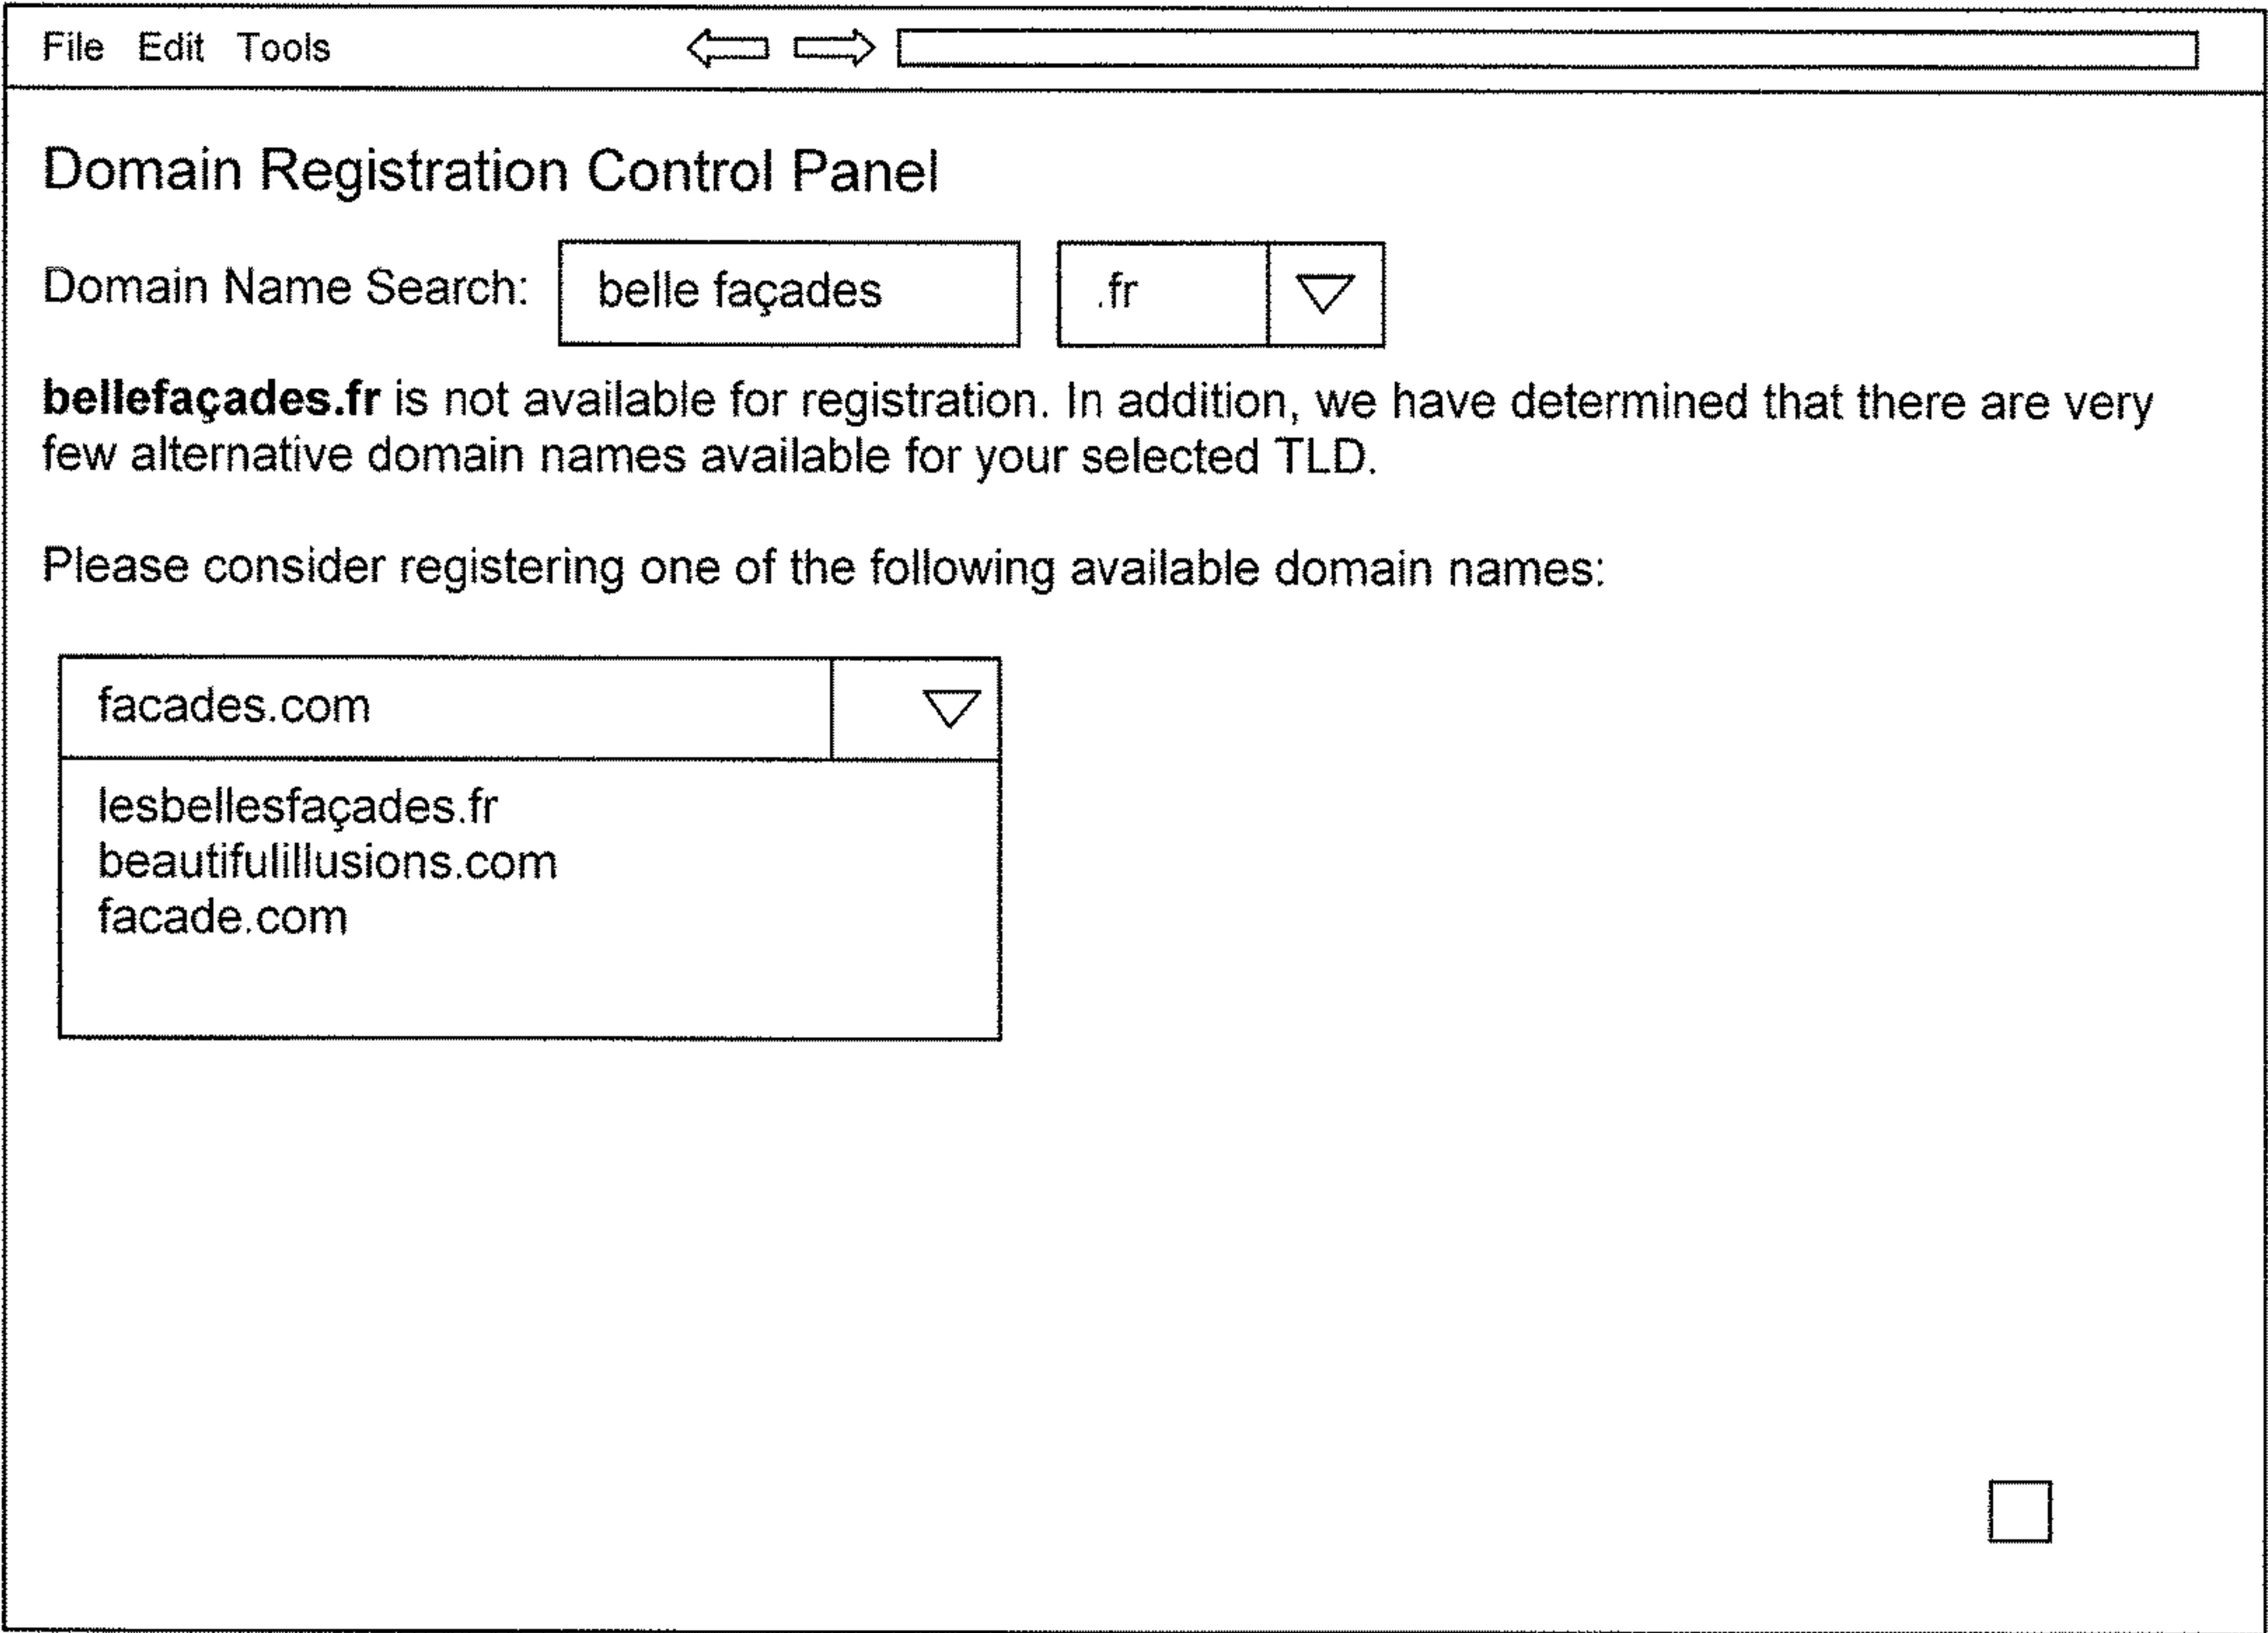 File Edit Tools
Domain Registration Control Panel
Domain Name Search: belle façades .fr
bellefaçades.fr is not available for registration. In addition, we have determined that there are very
few alternative domain names available for your selected TLD.
Please consider registering one of the following available domain names:
facades.com
lesbellesfaçades.fr
beautifulillusions.com
facade.com